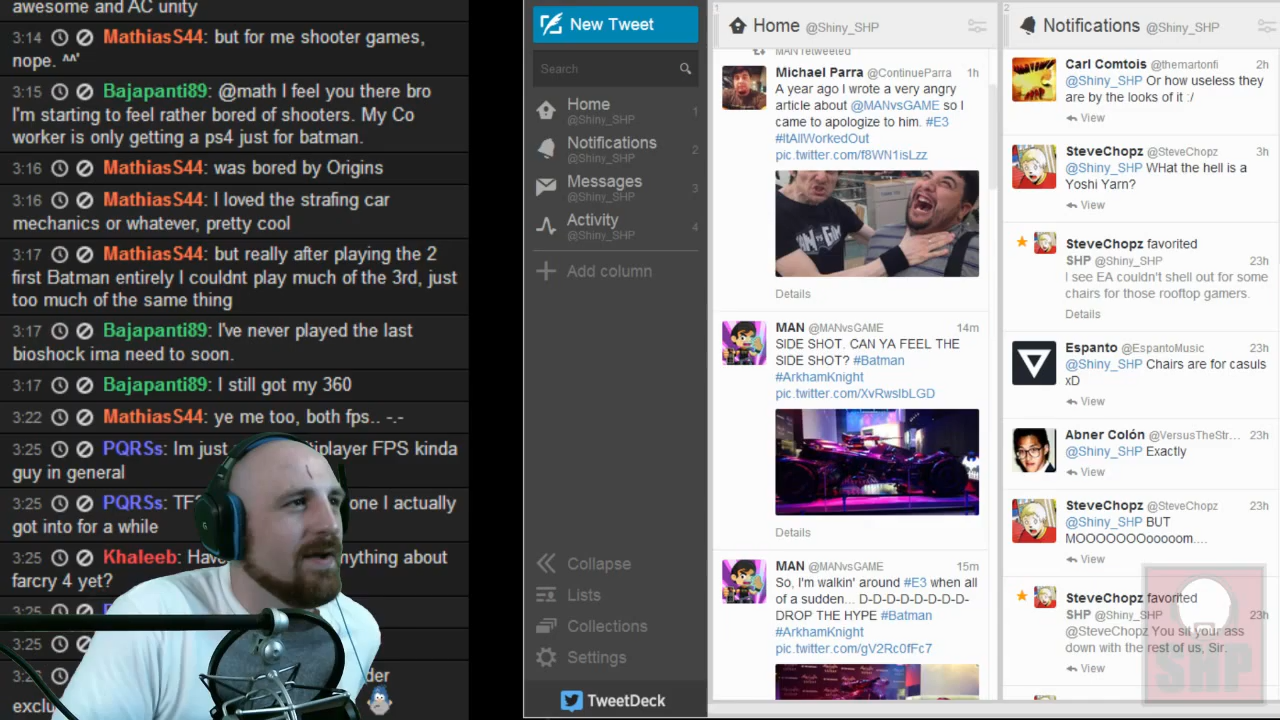 awesome and AC unity
3:14 MathiasS44: but for me shooter games,
nope. ^^'
3:15 Bajapanti89: @math I feel you there bro
I'm starting to feel rather bored of shooters. My Co
worker is only getting a ps4 just for batman.
3:16 MathiasS44: was bored by Origins
3:16 MathiasS44: I loved the strafing car
mechanics or whatever, pretty cool
3:17 MathiasS44: but really after playing the 2
first Batman entirely I couldnt play much of the 3rd, just
too much of the same thing
3:17 Bajapanti89: I've never played the last
bioshock ima need to soon.
3:17 Bajapanti89: I still got my 360
3:22 MathiasS44: ye me too, both fps.. -.-
3:25 PQRSs: Im just player FPS kinda
guy in general
3:25 PQRSs: one I actually
got into for a while
3:25 Khaleeb: nything about
farcry 4 yet?
3:25
3:25
der
exclu
New Tweet
Search
Home
@Shiny_SHP 1
Notifications
@Shiny_SHP 2
Messages
@Shiny_SHP 3
Activity
@Shiny_SHP 4
Add column
Collapse
Lists
Collections
Settings
TweetDeck
1
Home @Shiny_SHP
MAN retweeted
Michael Parra @ContinueParra 1h
A year ago I wrote a very angry
article about @MANvsGAME so I
came to apologize to him. #E3
#ItAllWorkedOut
pic.twitter.com/f8WN1isLzz
Details
MAN @MANvsGAME 14m
SIDE SHOT. CAN YA FEEL THE
SIDE SHOT? #Batman
#ArkhamKnight
pic.twitter.com/XvRwslbLGD
Details
MAN @MANvsGAME 15m
So, I'm walkin' around #E3 when all
of a sudden... D-D-D-D-D-D-D-D-
DROP THE HYPE #Batman
#ArkhamKnight
pic.twitter.com/gV2Rc0fFc7
2
Notifications @Shiny_SHP
Carl Comtois @themartonfi 2h
@Shiny_SHP Or how useless they
are by the looks of it :/
View
SteveChopz @SteveChopz 3h
@Shiny_SHP WHat the hell is a
Yoshi Yarn?
View
SteveChopz favorited
SHP @Shiny_SHP 23h
I see EA couldn't shell out for some
chairs for those rooftop gamers.
Details
Espanto @EspantoMusic 23h
@Shiny_SHP Chairs are for casuls
xD
View
Abner Colón @VersusTheStr... 23h
@Shiny_SHP Exactly
View
SteveChopz @SteveChopz 23h
@Shiny_SHP BUT
MOOOOOOOooooom....
View
SteveChopz favorited
SHP @Shiny_SHP 23h
@SteveChopz You sit your ass
down with the rest of us, Sir.
View
SHP